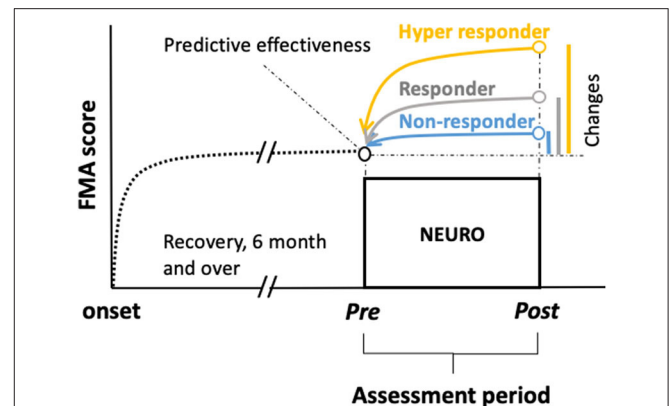 Hyper responder
Predictive effectiveness
Responder
Non-responder
Changes
FMA score
Recovery, 6 month
and over
NEURO
onset
Pre
Post
Assessment period